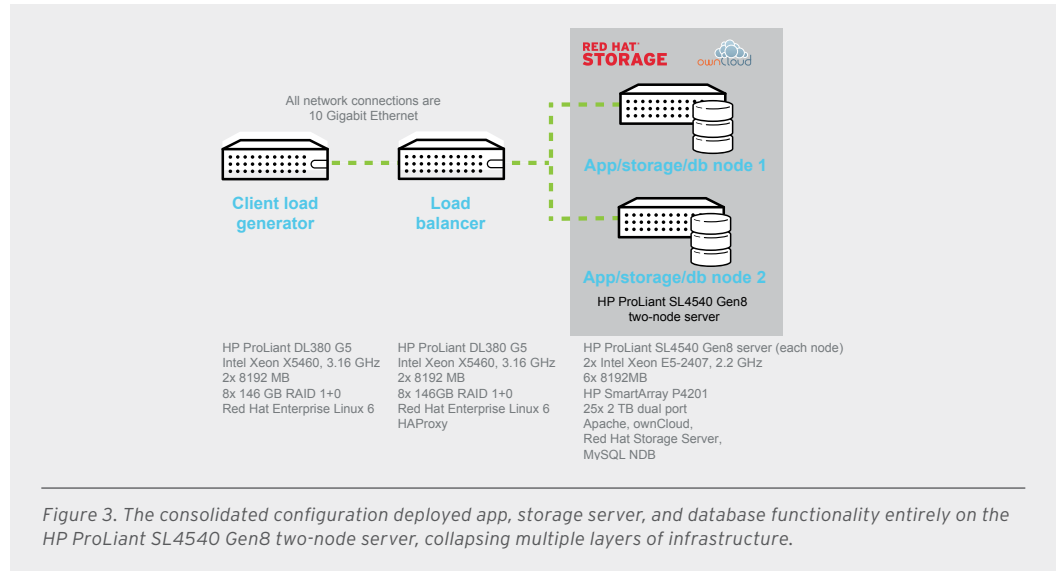 RED HAT®
STORAGE
ownCloud
All network connections are
10 Gigabit Ethernet
App/storage/db node 1
Client load
generator
Load
balancer
App/storage/db node 2
HP ProLiant SL4540 Gen8
two-node server
HP ProLiant DL380 G5
Intel Xeon X5460, 3.16 GHz
2x 8192 MB
8x 146 GB RAID 1+0
Red Hat Enterprise Linux 6
HP ProLiant DL380 G5
Intel Xeon X5460, 3.16 GHz
2x 8192 MB
8x 146GB RAID 1+0
Red Hat Enterprise Linux 6
HAProxy
HP ProLiant SL4540 Gen8 server (each node)
2x Intel Xeon E5-2407, 2.2 GHz
6x 8192MB
HP SmartArray P4201
25x 2 TB dual port
Apache, ownCloud,
Red Hat Storage Server,
MySQL NDB
Figure 3. The consolidated configuration deployed app, storage server, and database functionality entirely on the
HP ProLiant SL4540 Gen8 two-node server, collapsing multiple layers of infrastructure.